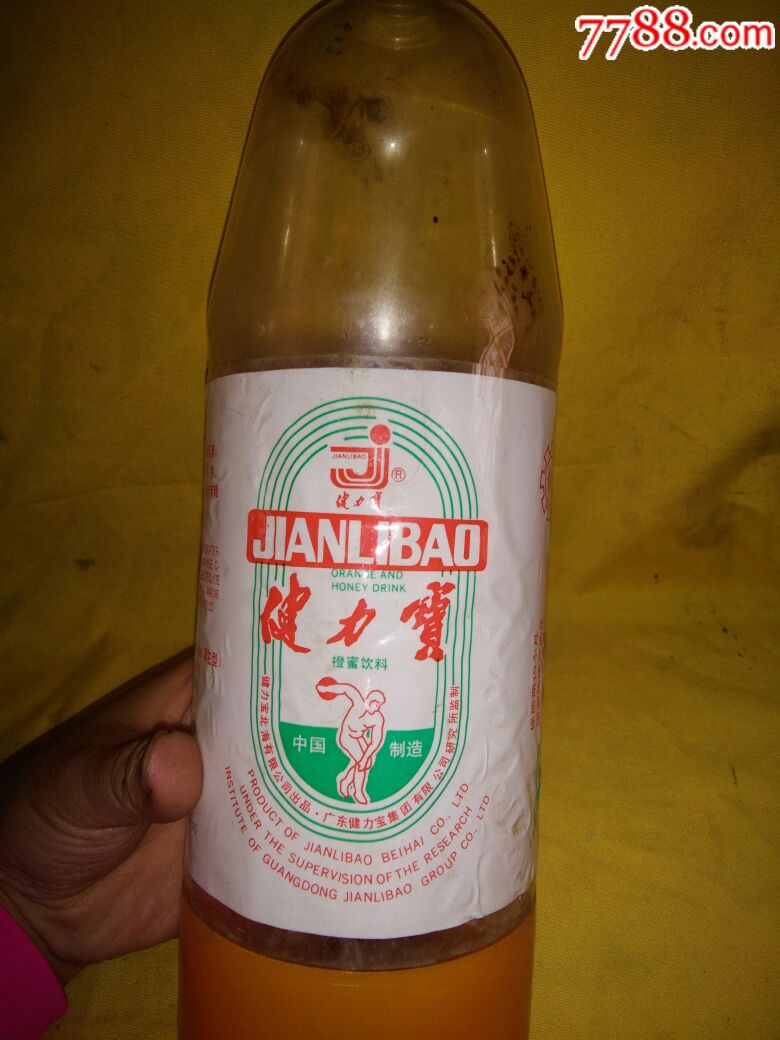 7788.com
JIANLIBAO
®
健力寶
JIANLIBAO
ORANGE AND
HONEY DRINK
健力寶
橙蜜饮料
中国 制造
健力宝北海有限公司出品·广东健力宝集团有限公司研究所监制
PRODUCT OF JIANLIBAO BEIHAI CO., LTD.
UNDER THE SUPERVISION OF THE RESEARCH
INSTITUTE OF GUANGDONG JIANLIBAO GROUP CO., LTD